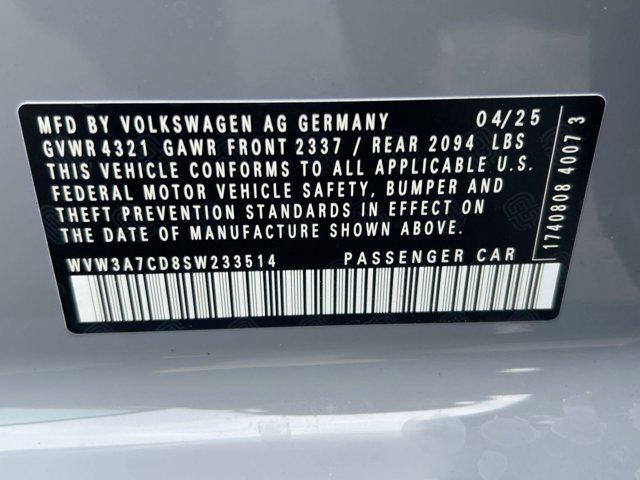 MFD BY VOLKSWAGEN AG GERMANY 04/25
GVWR 4321 GAWR FRONT 2337 / REAR 2094 LBS
THIS VEHICLE CONFORMS TO ALL APPLICABLE U.S.
FEDERAL MOTOR VEHICLE SAFETY, BUMPER AND
THEFT PREVENTION STANDARDS IN EFFECT ON
THE DATE OF MANUFACTURE SHOWN ABOVE.
WVW3A7CD8SW233514 PASSENGER CAR
1740808 4007 3